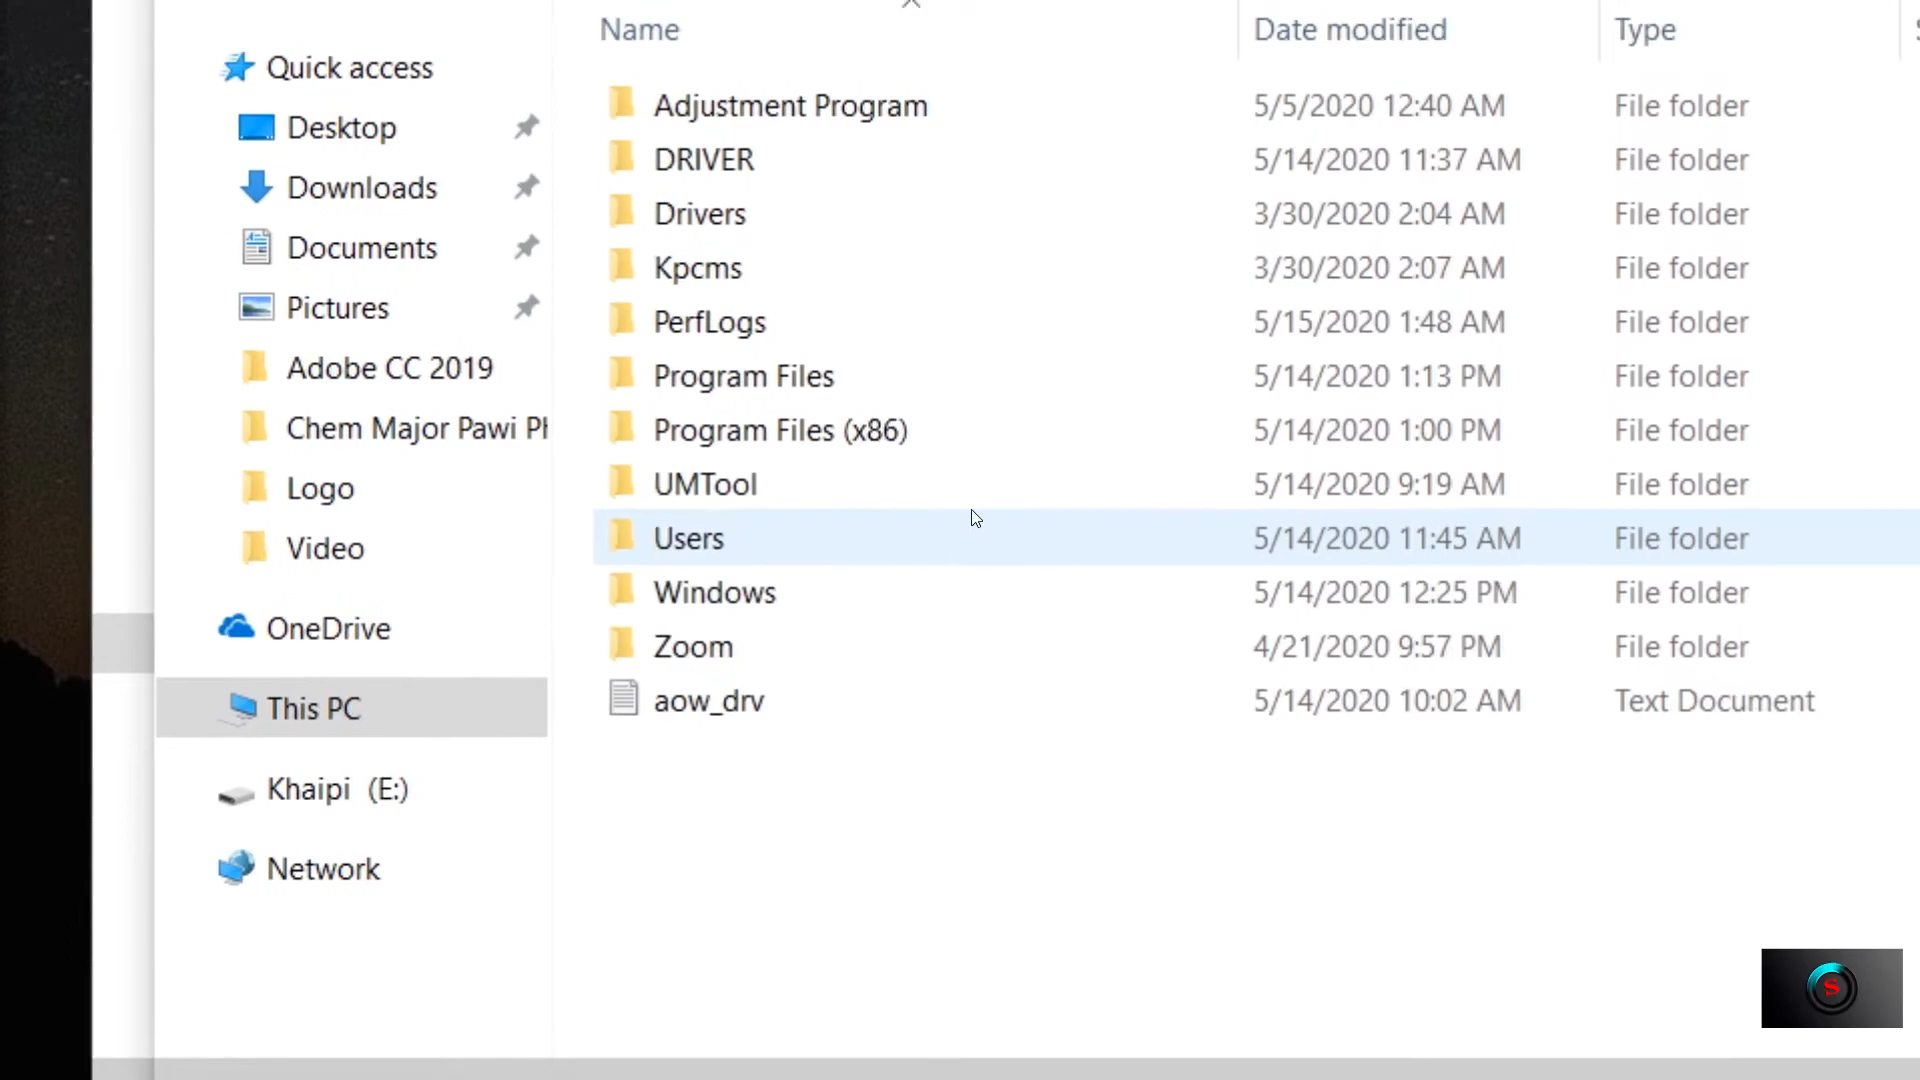 Name Date modified Type
Quick access
Desktop
Downloads
Documents
Pictures
Adobe CC 2019
Chem Major Pawi
Logo
Video
OneDrive
This PC
Khaipi (E:)
Network
Adjustment Program 5/5/2020 12:40 AM File folder
DRIVER 5/14/2020 11:37 AM File folder
Drivers 3/30/2020 2:04 AM File folder
Kpcms 3/30/2020 2:07 AM File folder
PerfLogs 5/15/2020 1:48 AM File folder
Program Files 5/14/2020 1:13 PM File folder
Program Files (x86) 5/14/2020 1:00 PM File folder
UMTool 5/14/2020 9:19 AM File folder
Users 5/14/2020 11:45 AM File folder
Windows 5/14/2020 12:25 PM File folder
Zoom 4/21/2020 9:57 PM File folder
aow_drv 5/14/2020 10:02 AM Text Document
S